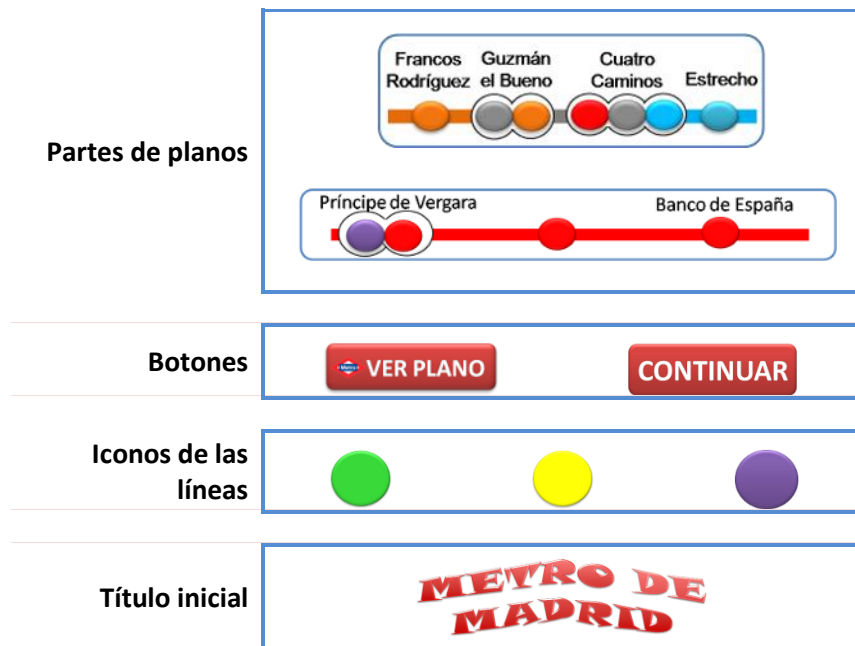 Partes de planos
Francos Rodríguez
Guzmán el Bueno
Cuatro Caminos
Estrecho
Príncipe de Vergara
Banco de España
Botones
Metro VER PLANO
CONTINUAR
Iconos de las
líneas
Título inicial
METRO DE
MADRID